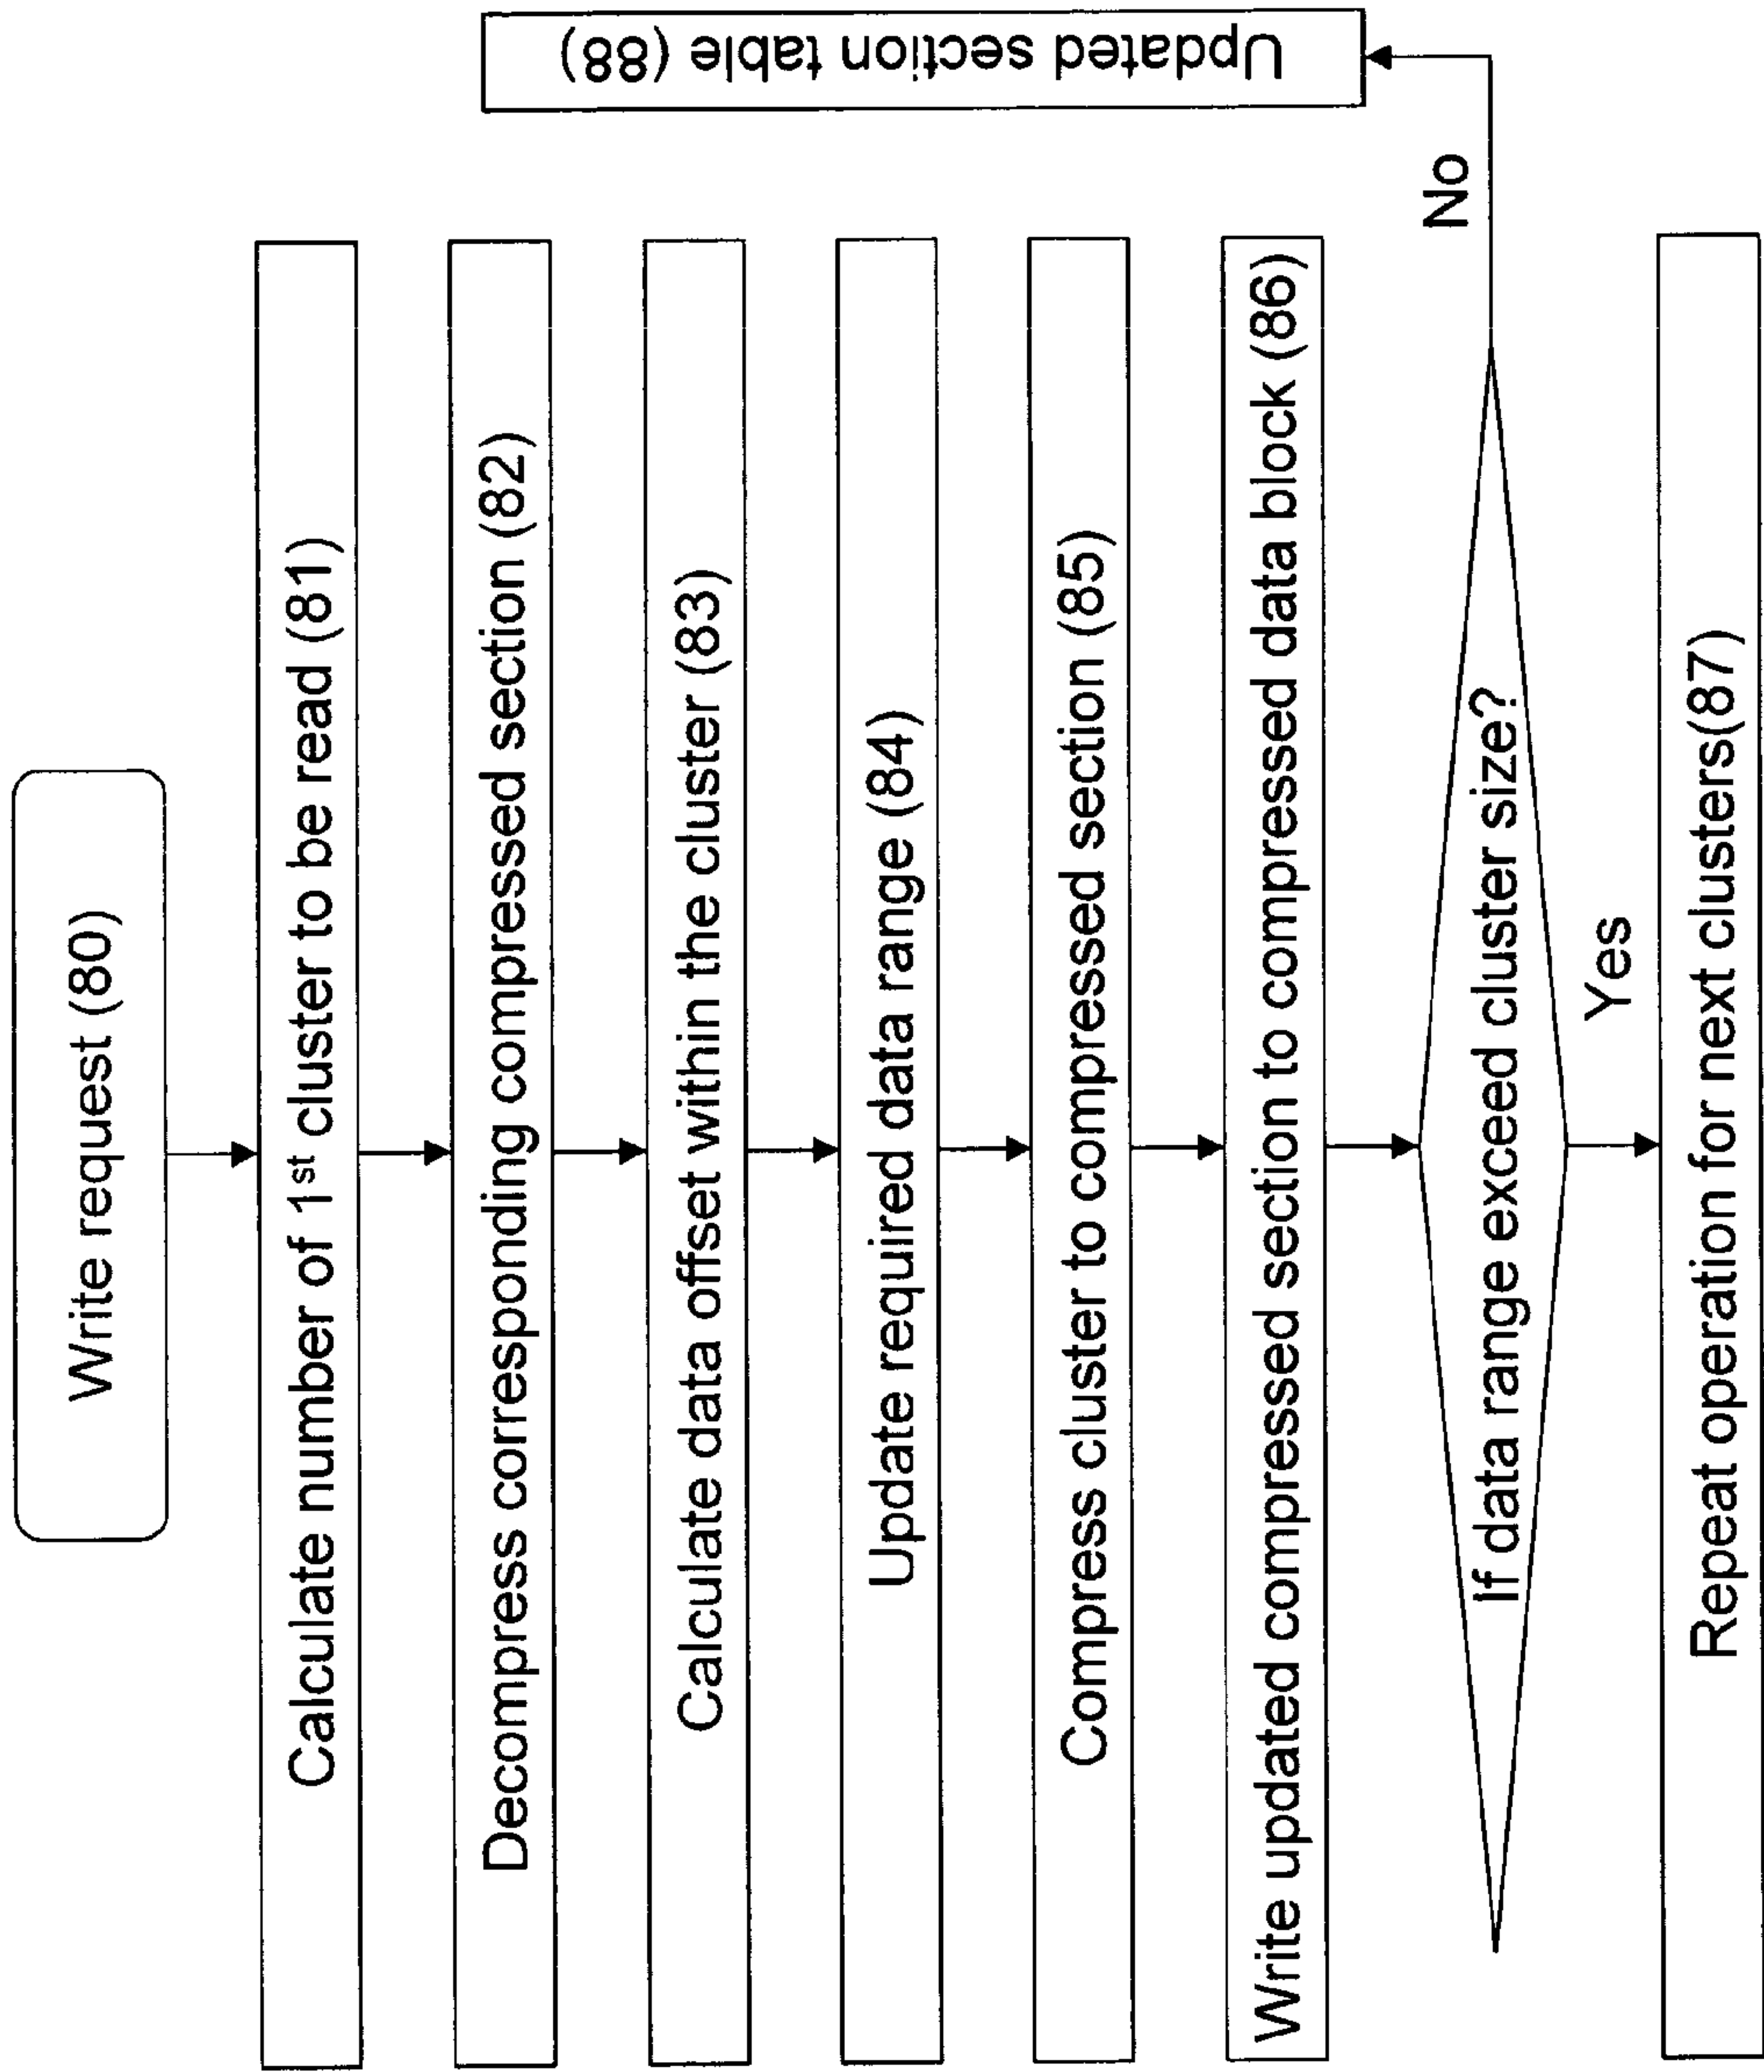 Write request (80)
Calculate number of 1st cluster to be read (81)
Decompress corresponding compressed section (82)
Calculate data offset within the cluster (83)
Update required data range (84)
Compress cluster to compressed section (85)
Write updated compressed section to compressed data block (86)
If data range exceed cluster size?
No
Updated section table (88)
Yes
Repeat operation for next clusters(87)